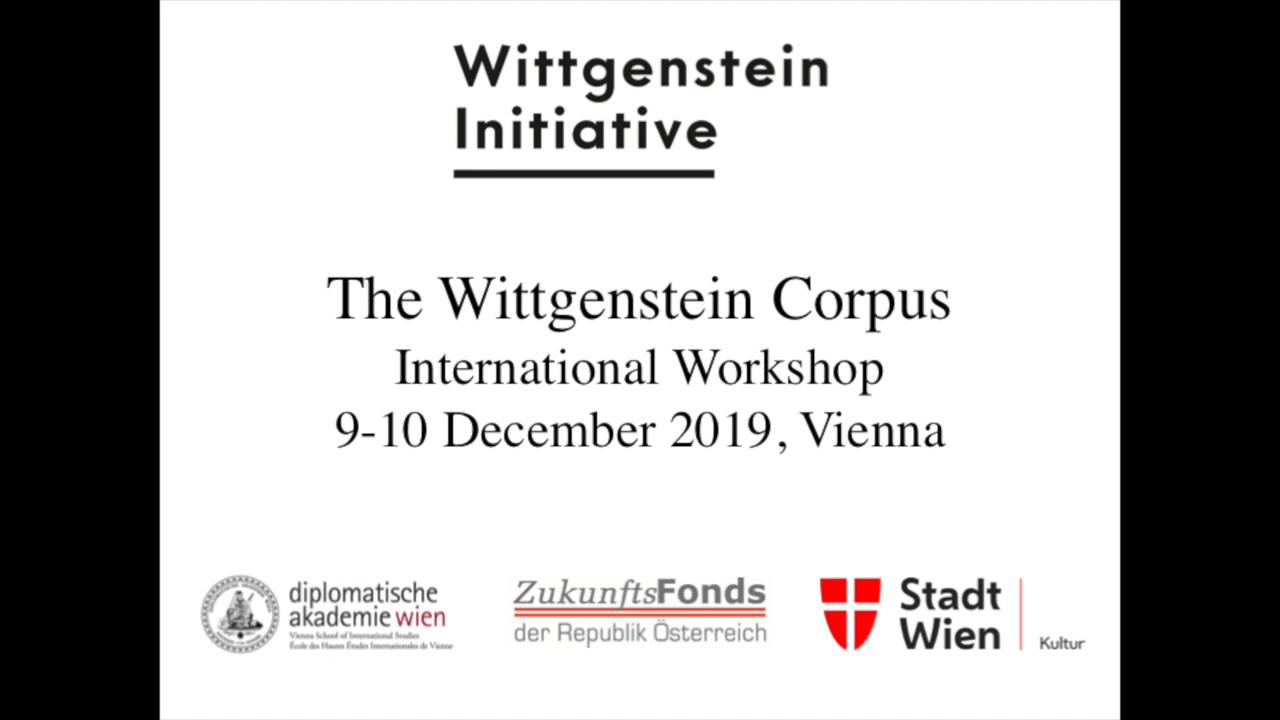 Wittgenstein
Initiative
The Wittgenstein Corpus
International Workshop
9-10 December 2019, Vienna
diplomatische
akademie wien
Vienna School of International Studies
École des Hautes Études Internationales de Vienne
ZukunftsFonds
der Republik Österreich
Stadt
Wien
Kultur